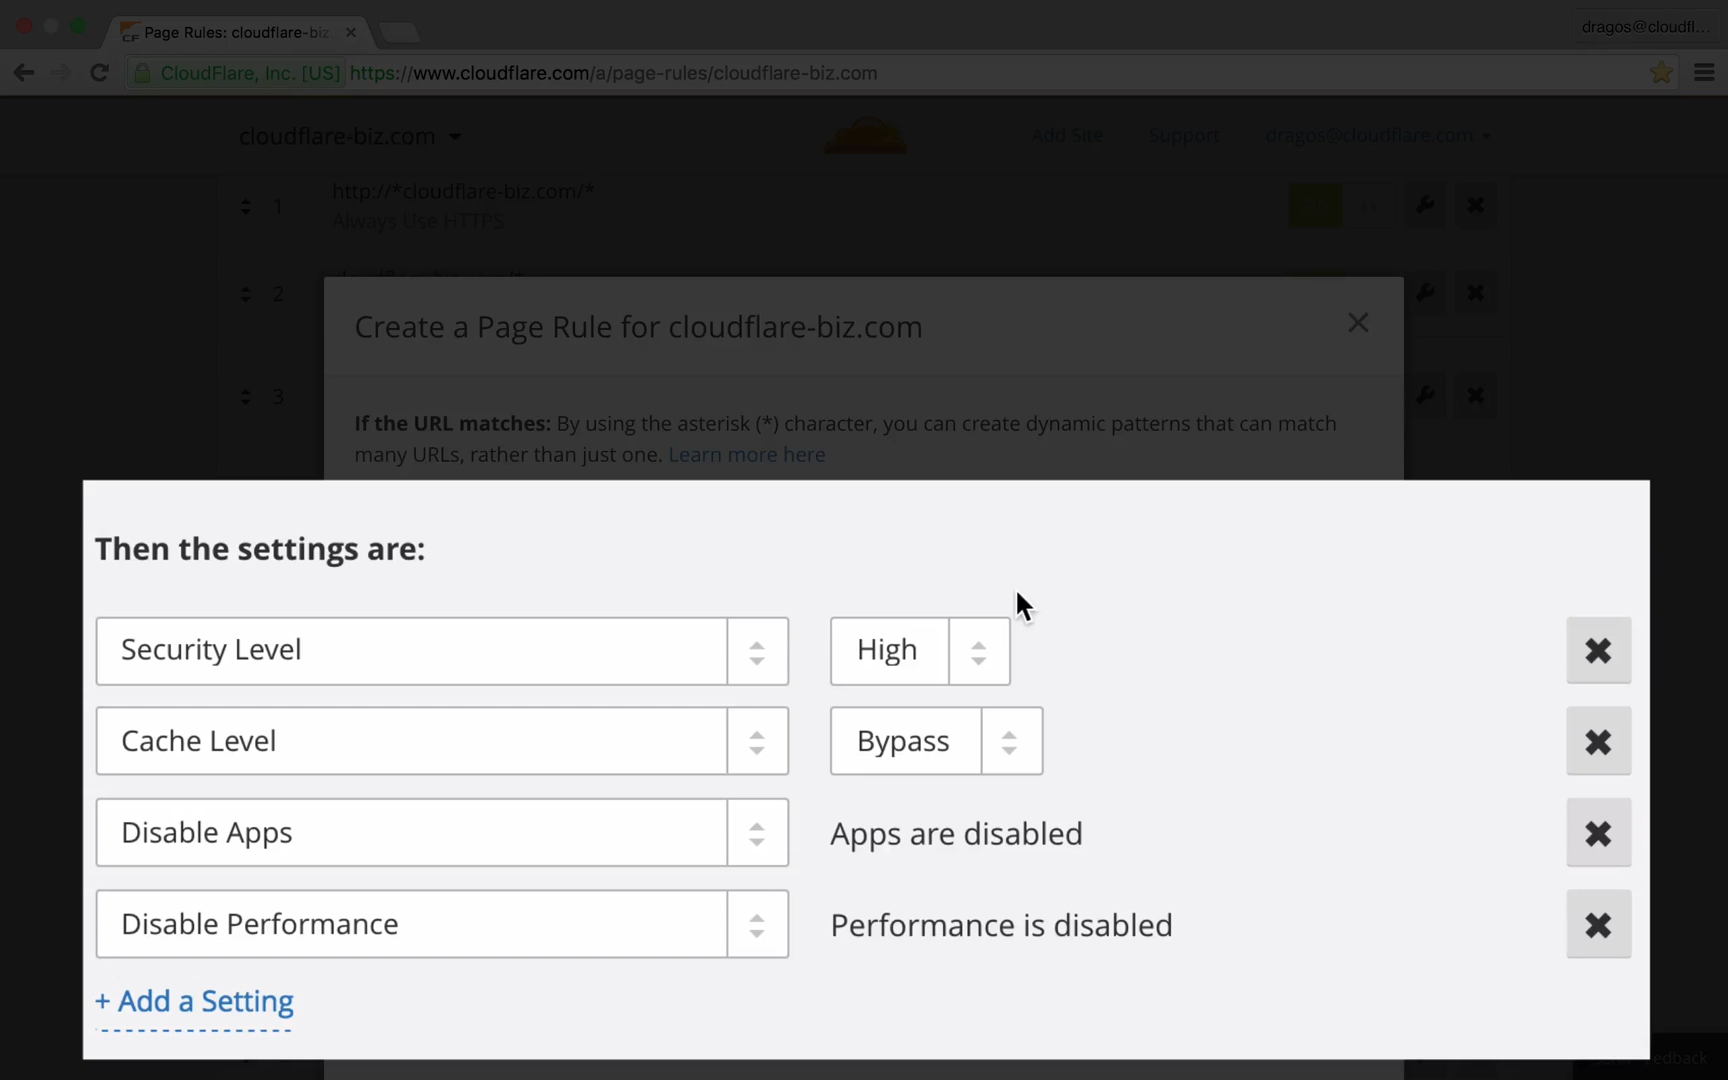 Page Rules: cloudflare-biz
dragos@cloudfl...
CloudFlare, Inc. [US] https://www.cloudflare.com/a/page-rules/cloudflare-biz.com
cloudflare-biz.com
Add Site
Support
dragos@cloudflare.com
1
http://*cloudflare-biz.com/*
Always Use HTTPS
2
Create a Page Rule for cloudflare-biz.com
3
If the URL matches: By using the asterisk (*) character, you can create dynamic patterns that can match
many URLs, rather than just one. Learn more here
Then the settings are:
Security Level
High
Cache Level
Bypass
Disable Apps
Apps are disabled
Disable Performance
Performance is disabled
+ Add a Setting